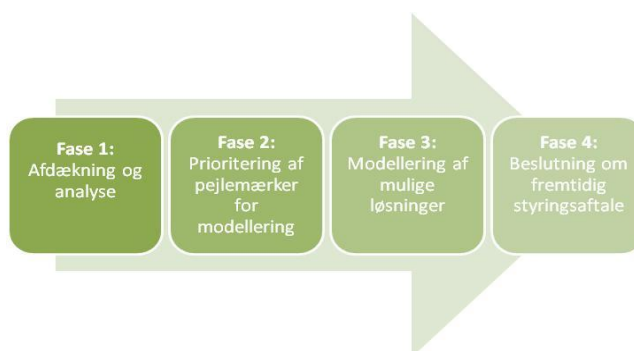 Fase 1:
Afdækning og
analyse
Fase 2:
Prioritering af
pejlemærker
for
modellering
Fase 3:
Modellering af
mulige
løsninger
Fase 4:
Beslutning om
fremtidig
styringsaftale